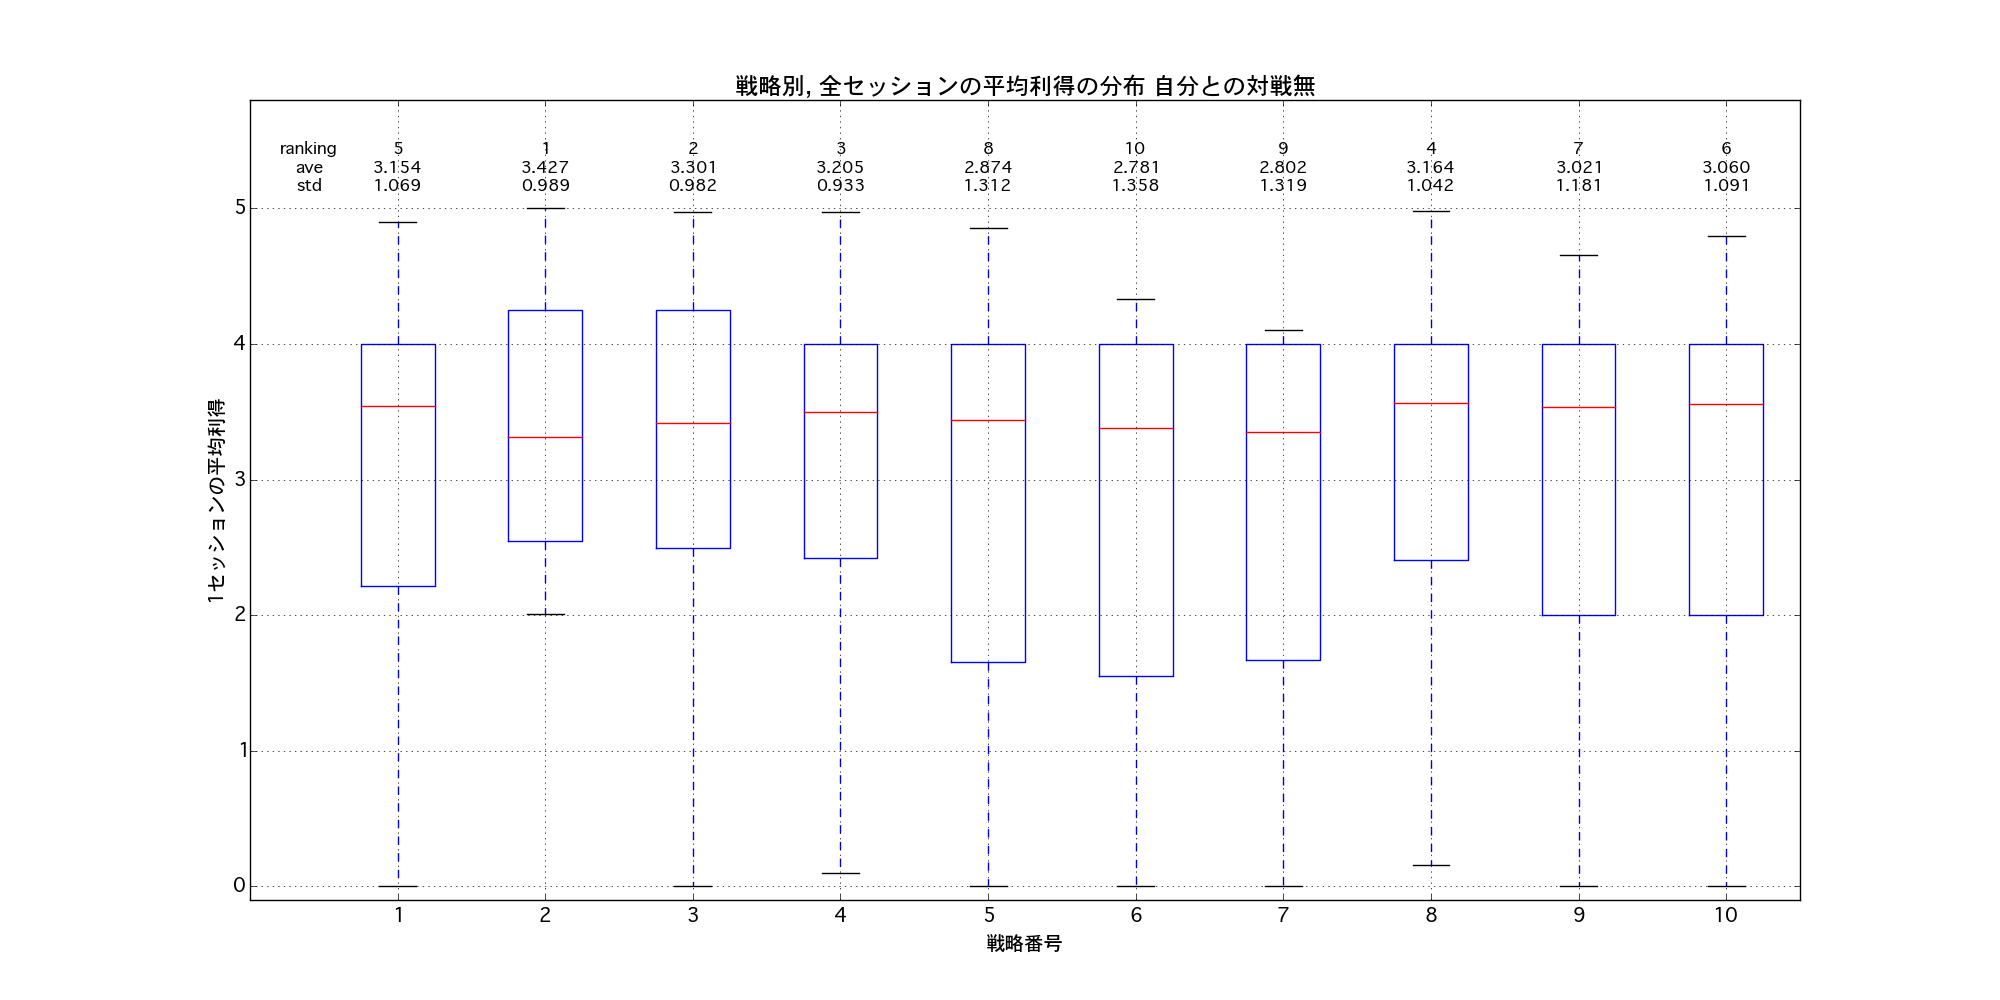 戦略別, 全セッションの平均利得の分布 自分との対戦無
ranking 5 1 2 3 8 10 9 4 7 6
ave 3.154 3.427 3.301 3.205 2.874 2.781 2.802 3.164 3.021 3.060
std 1.069 0.989 0.982 0.933 1.312 1.358 1.319 1.042 1.181 1.091
5
4
3
2
1
0
1セッションの平均利得
1 2 3 4 5 6 7 8 9 10
戦略番号